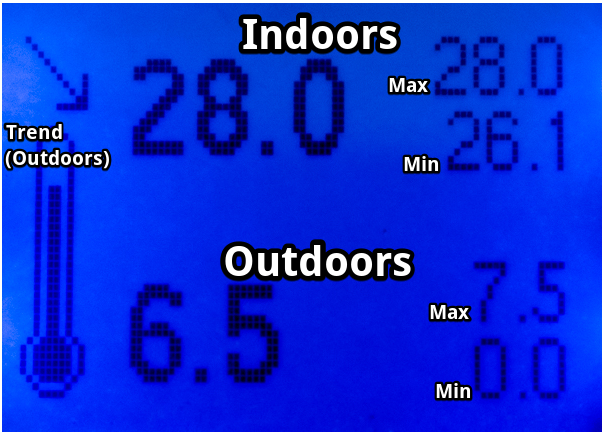 Indoors
28.0
Max 28.0
Min 26.1
Trend
(Outdoors)
Outdoors
6.5
Max 7.5
Min 0.0